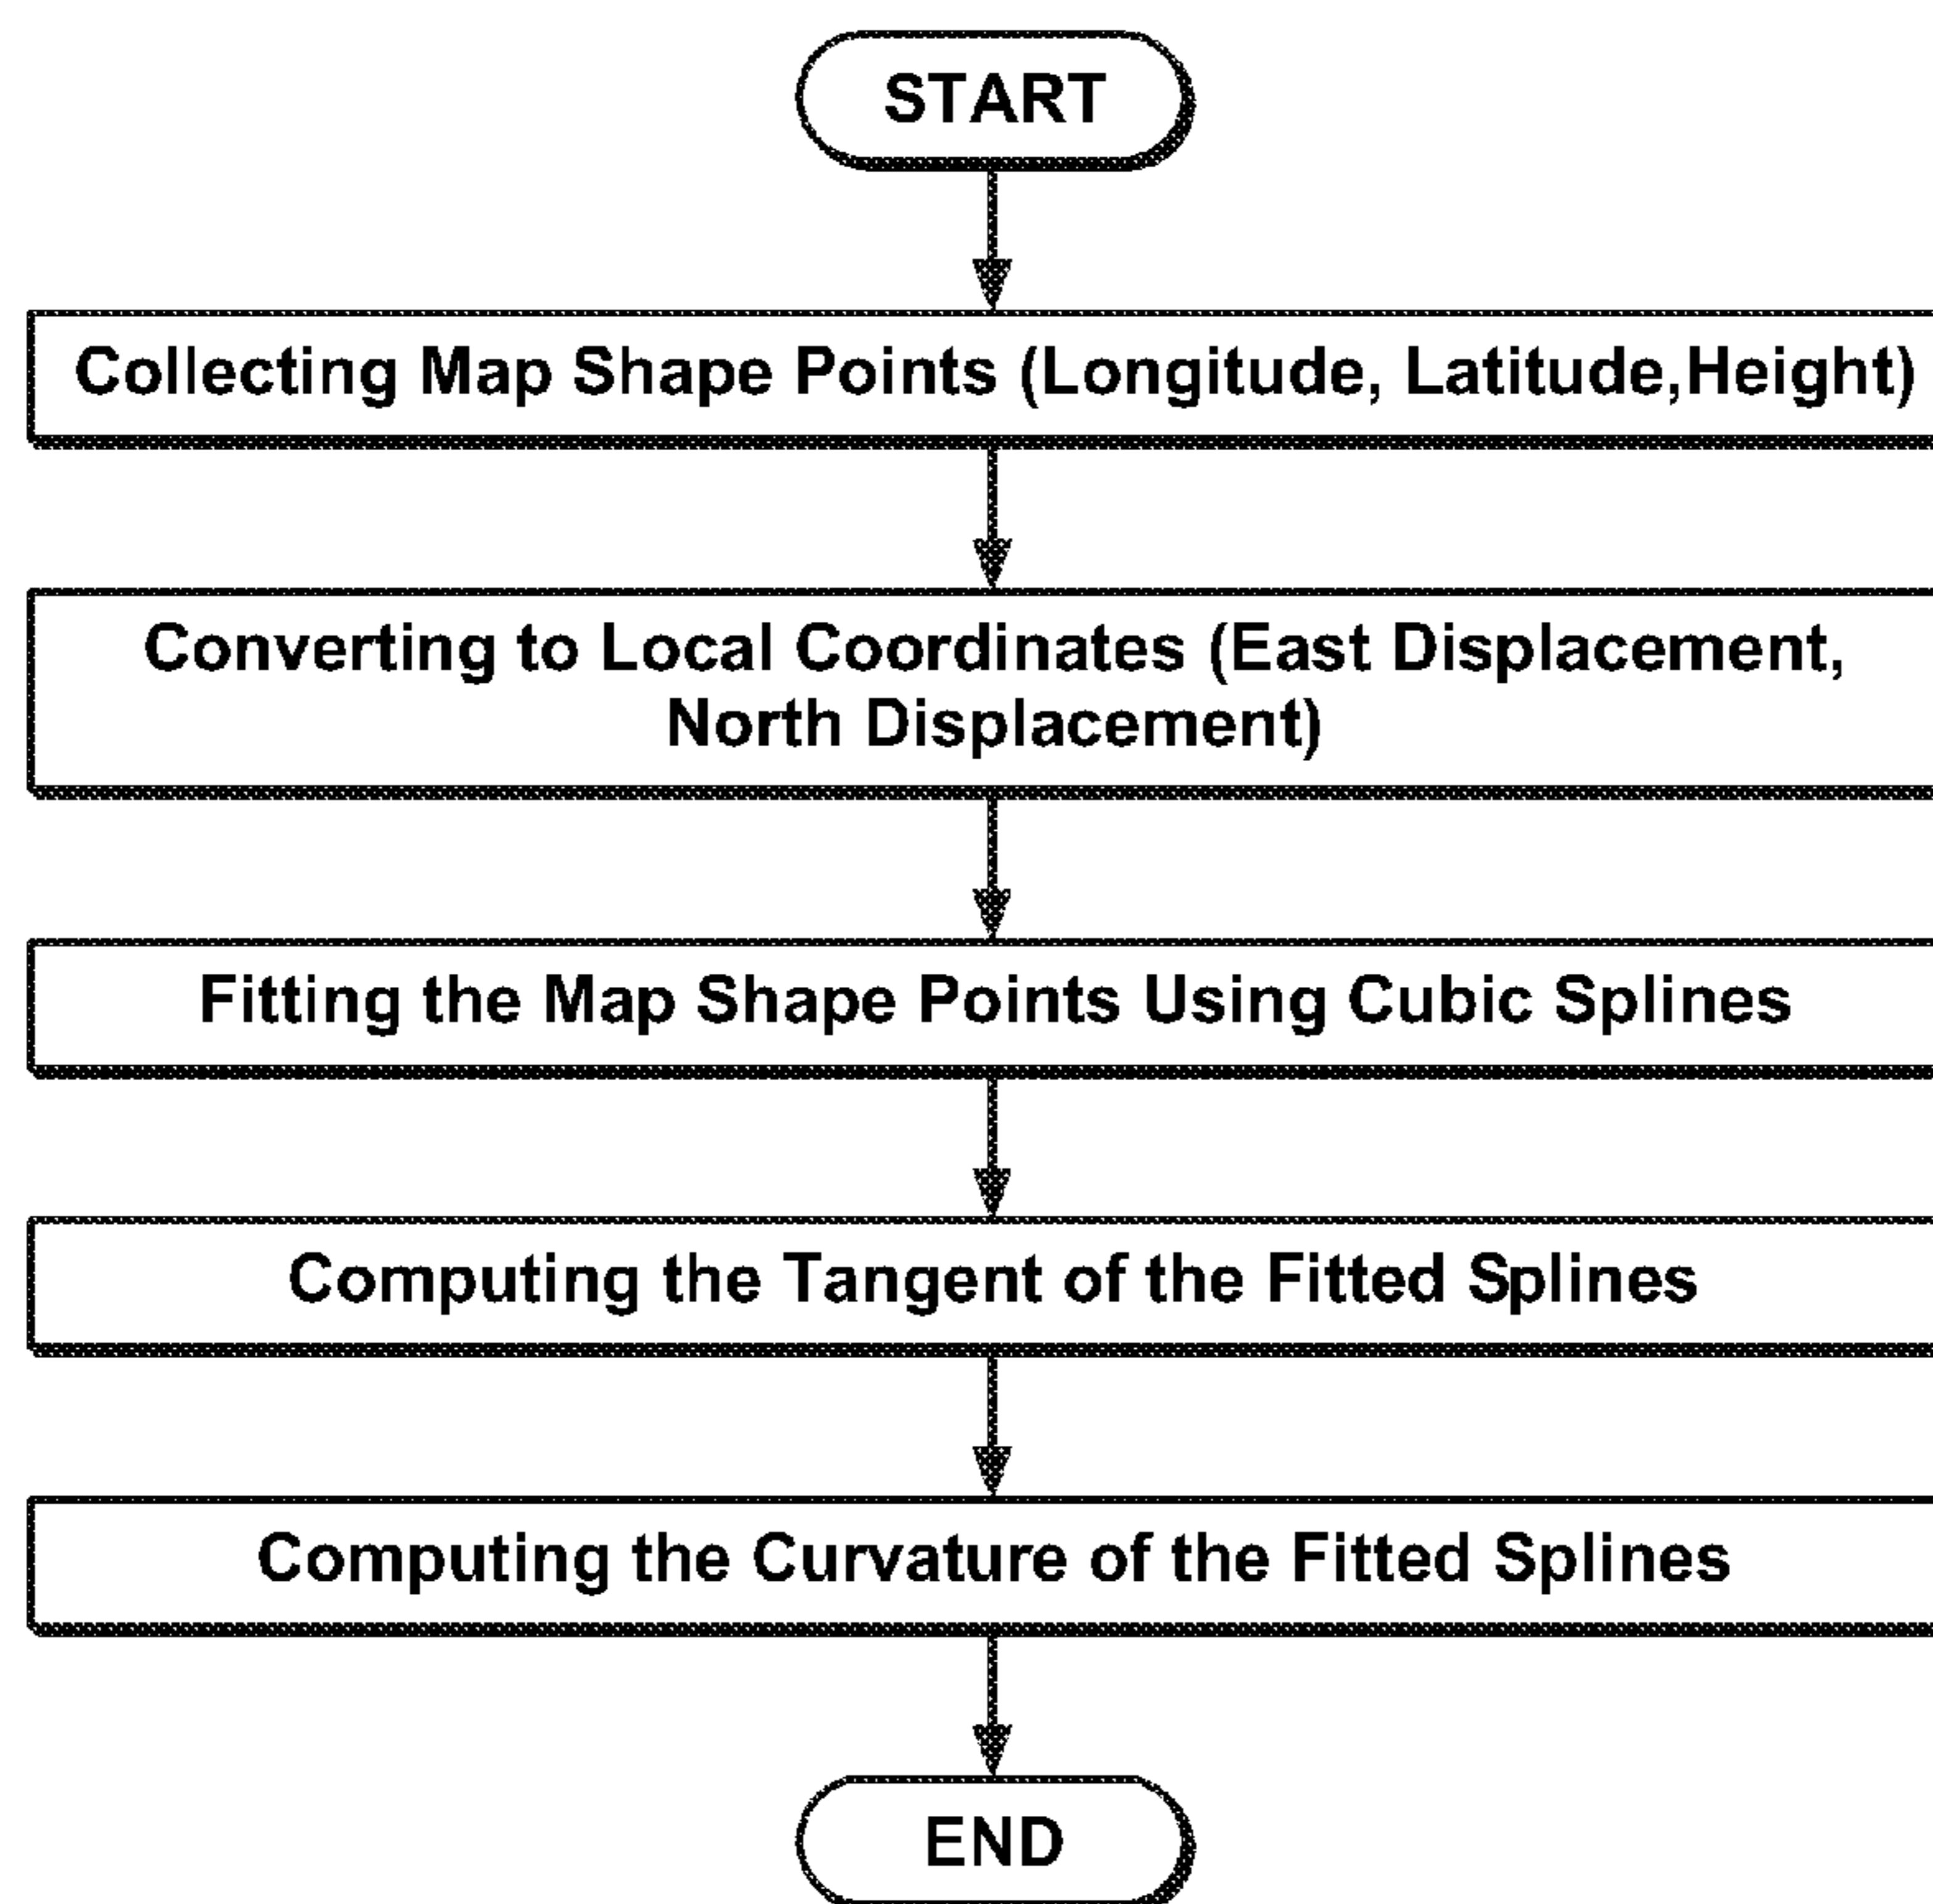 START
Collecting Map Shape Points (Longitude, Latitude,Height)
Converting to Local Coordinates (East Displacement,
North Displacement)
Fitting the Map Shape Points Using Cubic Splines
Computing the Tangent of the Fitted Splines
Computing the Curvature of the Fitted Splines
END